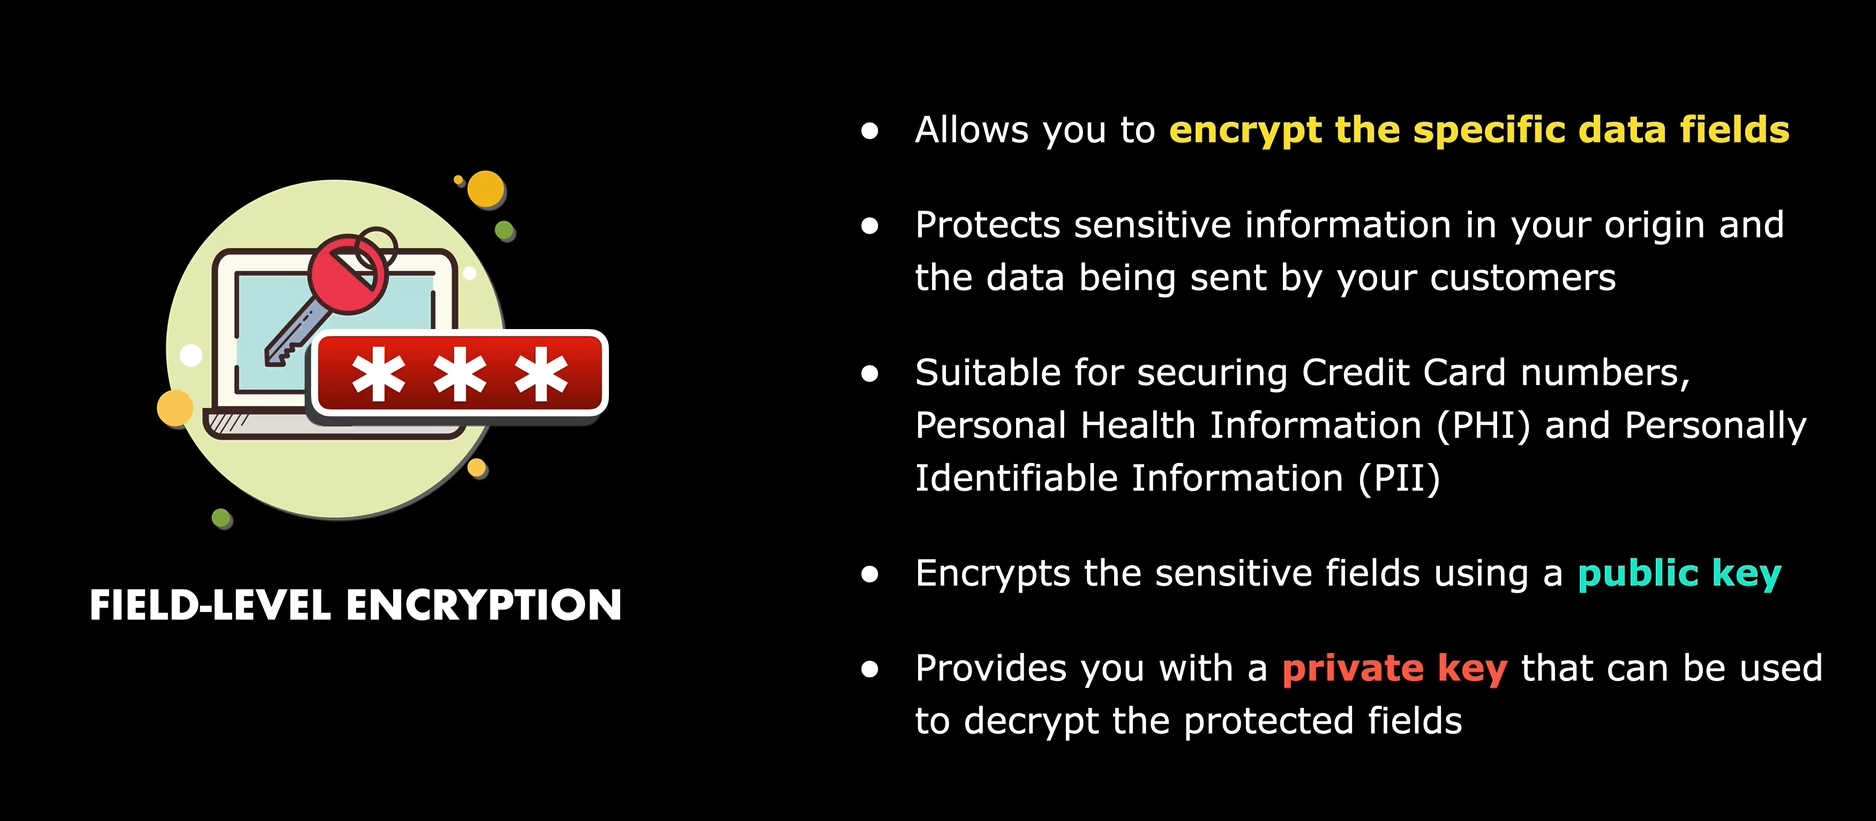 ● Allows you to encrypt the specific data fields
● Protects sensitive information in your origin and
the data being sent by your customers
● Suitable for securing Credit Card numbers,
Personal Health Information (PHI) and Personally
Identifiable Information (PII)
● Encrypts the sensitive fields using a public key
● Provides you with a private key that can be used
to decrypt the protected fields
***
FIELD-LEVEL ENCRYPTION